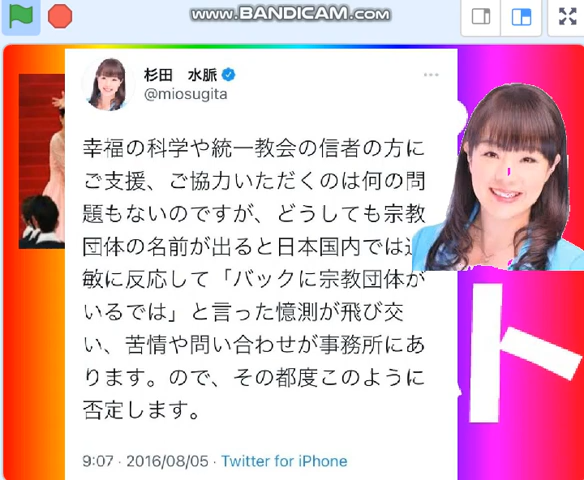 www.BANDICAM.com
杉田 水脈
@miosugita
幸福の科学や統一教会の信者の方に
ご支援、ご協力いただくのは何の問
題もないのですが、どうしても宗教
団体の名前が出ると日本国内では過
敏に反応して「バックに宗教団体が
いるでは」と言った憶測が飛び交
い、苦情や問い合わせが事務所にあ
ります。ので、その都度このように
否定します。
9:07 · 2016/08/05 · Twitter for iPhone
ト